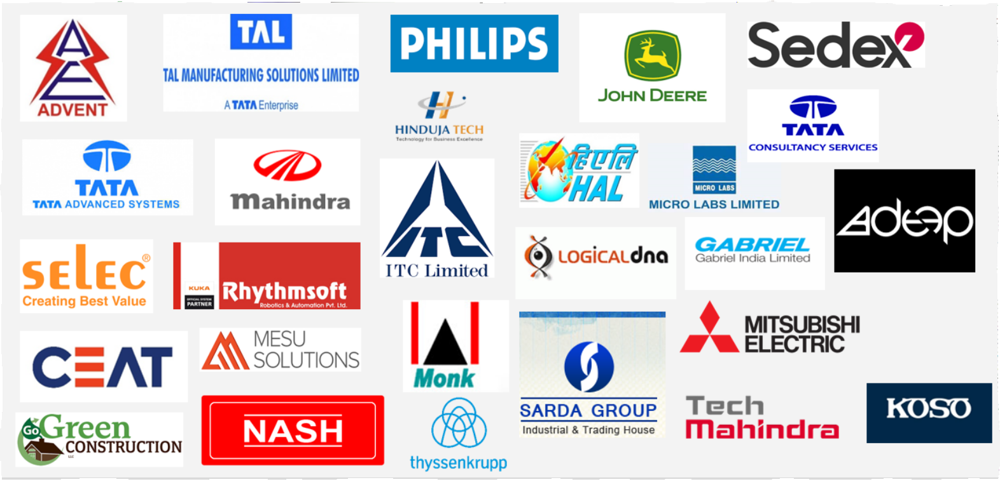 AE
ADVENT
TAL
TAL MANUFACTURING SOLUTIONS LIMITED
A TATA Enterprise
PHILIPS
JOHN DEERE
Sedex
H
HINDUJA TECH
Technology for Business Excellence
TATA
CONSULTANCY SERVICES
TATA
TATA ADVANCED SYSTEMS
mahindra
ITC
ITC Limited
हिएलि
HAL
MICRO LABS
MICRO LABS LIMITED
Adeep
selec®
Creating Best Value
KUKA
OFFICIAL SYSTEM
PARTNER
Rhythmsoft
Robotics & Automation Pvt. Ltd.
LOGICALdna
GABRIEL
Gabriel India Limited
CEAT
MESU
SOLUTIONS
Monk
SARDA GROUP
Industrial & Trading House
MITSUBISHI
ELECTRIC
Go Green
CONSTRUCTION
LLC
NASH
thyssenkrupp
Tech
Mahindra
KOSO